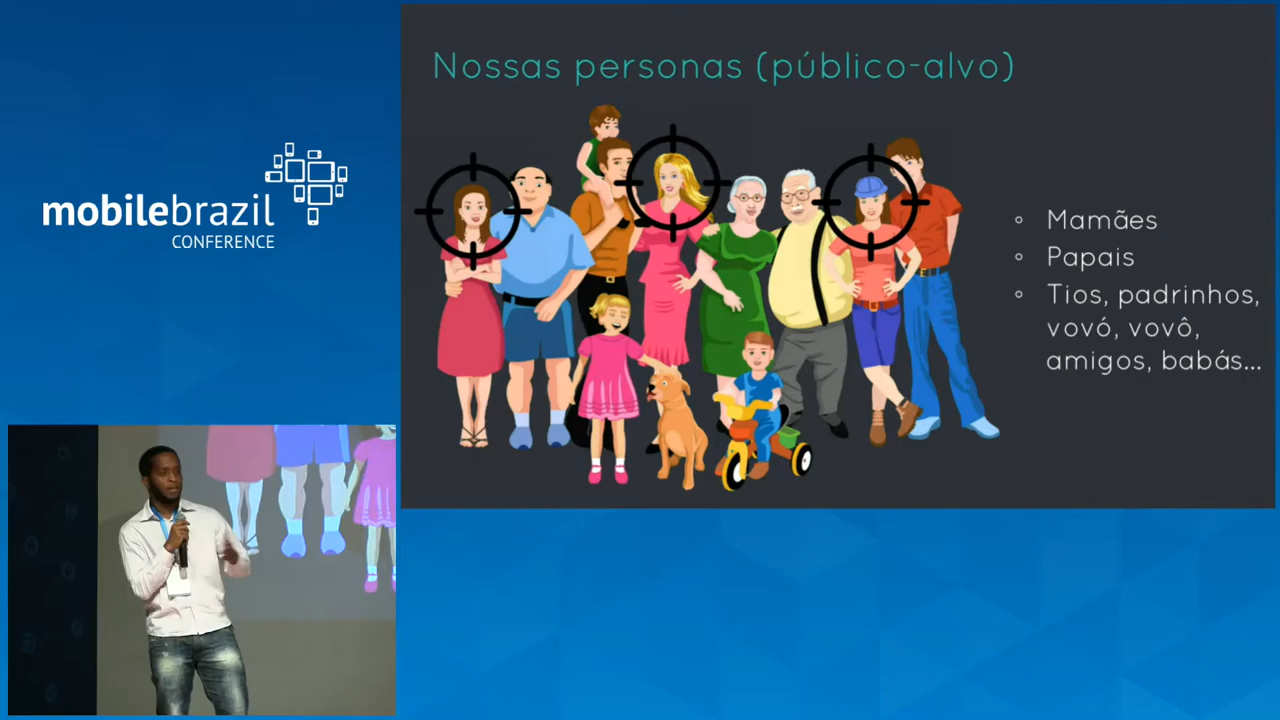 mobilebrazil
CONFERENCE
Nossas personas (público-alvo)
◦ Mamães
◦ Papais
◦ Tios, padrinhos,
vovó, vovô,
amigos, babás...